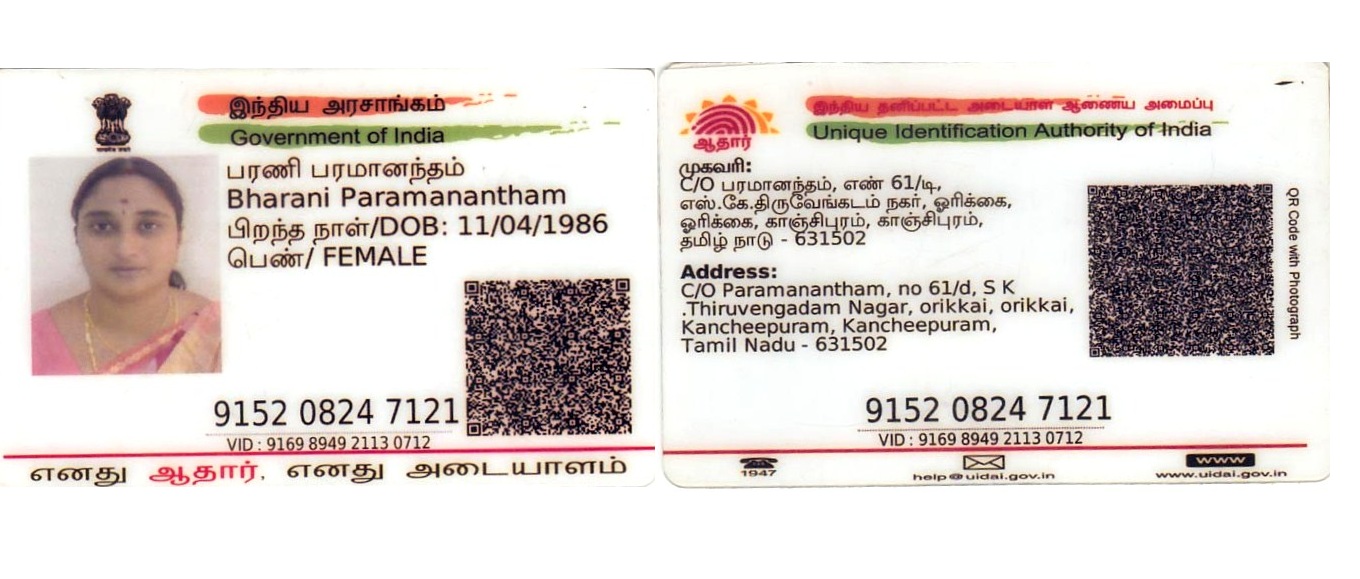 இந்திய அரசாங்கம்
Government of India
பரணி பரமானந்தம்
Bharani Paramanantham
பிறந்த நாள்/DOB: 11/04/1986
பெண்/ FEMALE
9152 0824 7121
VID : 9169 8949 2113 0712
எனது ஆதார், எனது அடையாளம்
ஆதார்
இந்திய தனிப்பட்ட அடையாள ஆணைய அமைப்பு
Unique Identification Authority of India
முகவரி:
C/O பரமானந்தம், எண் 61/டி,
எஸ்.கே.திருவேங்கடம் நகர், ஓரிக்கை,
ஓரிக்கை, காஞ்சிபுரம், காஞ்சிபுரம்,
தமிழ் நாடு - 631502
Address:
C/O Paramanantham, no 61/d, S K
.Thiruvengadam Nagar, orikkai, orikkai,
Kancheepuram, Kancheepuram,
Tamil Nadu - 631502
QR Code with Photograph
9152 0824 7121
VID : 9169 8949 2113 0712
1947
help@uidai.gov.in
www
www.uidai.gov.in